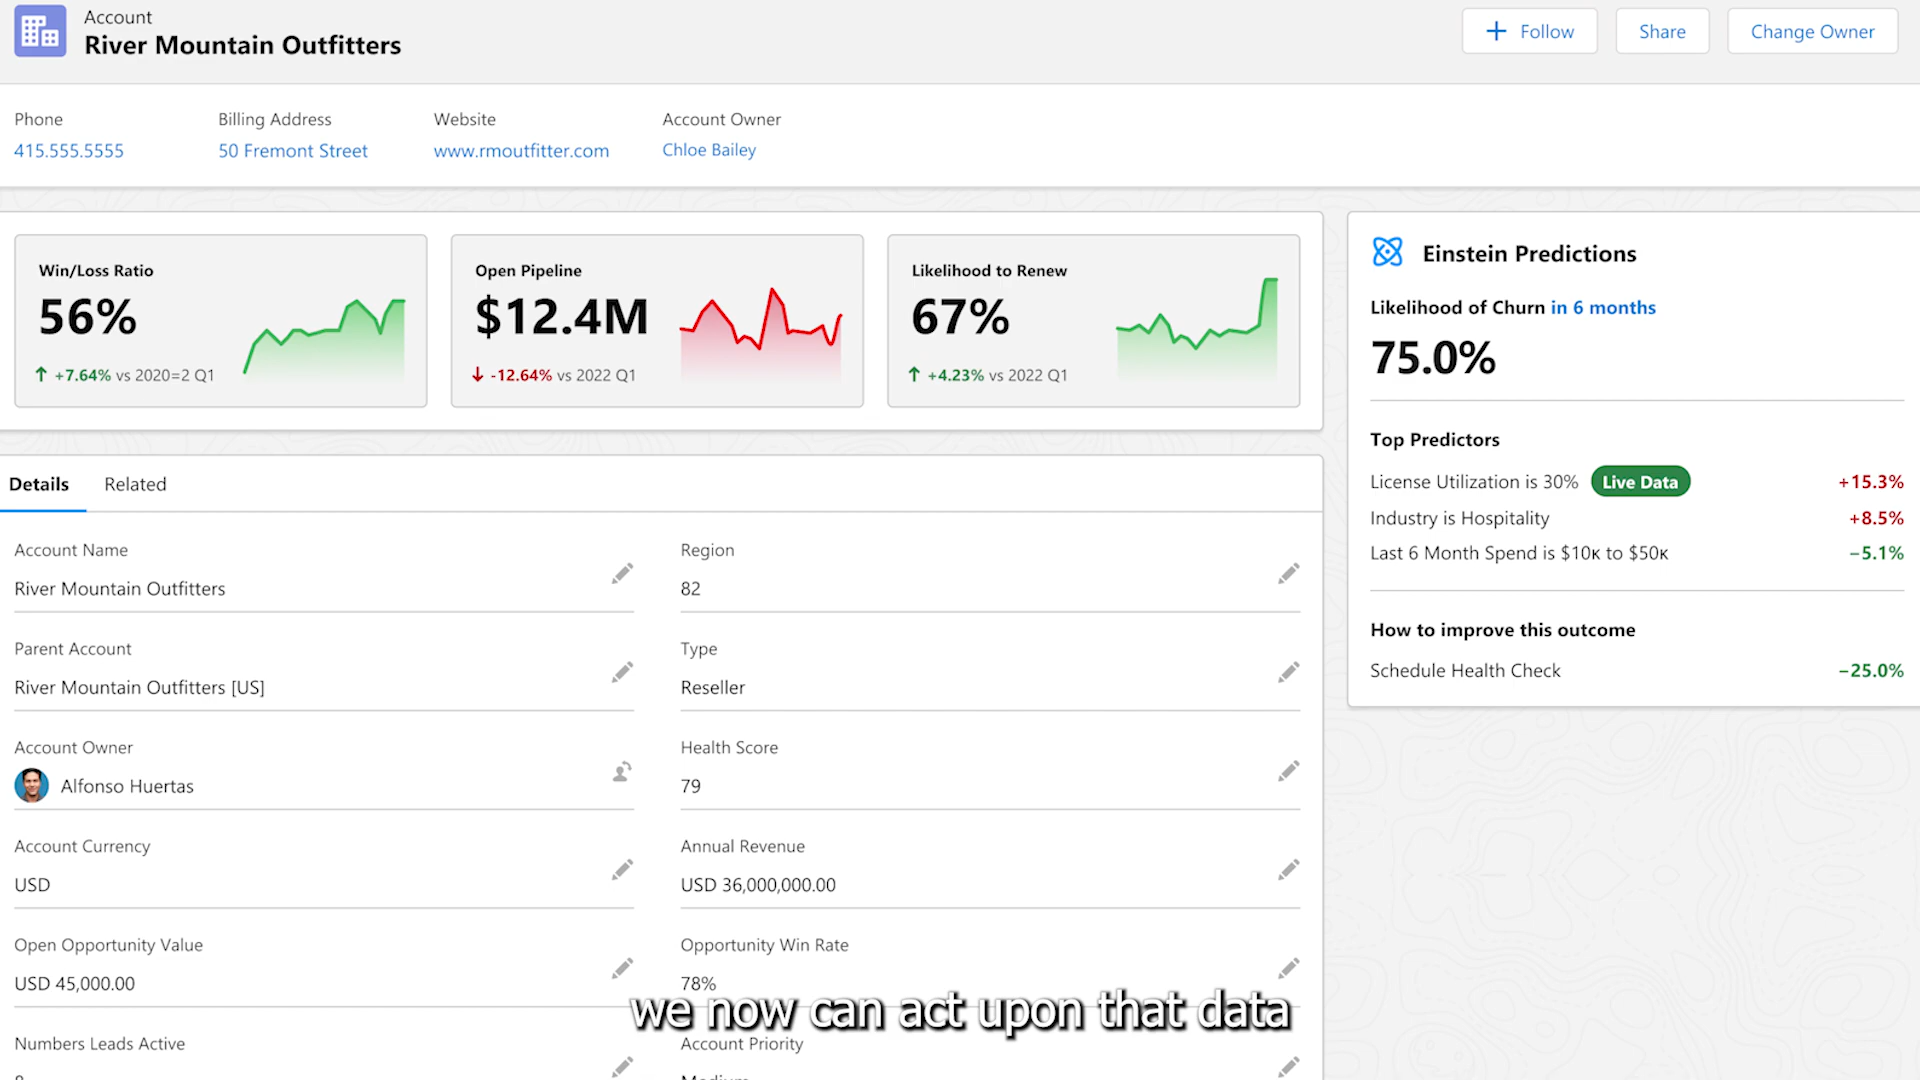 Account
River Mountain Outfitters
Follow
Share
Change Owner
Phone
415.555.5555
Billing Address
50 Fremont Street
Website
www.rmoutfitter.com
Account Owner
Chloe Bailey
Win/Loss Ratio
56%
+7.64% vs 2020=2 Q1
Open Pipeline
$12.4M
-12.64% vs 2022 Q1
Likelihood to Renew
67%
+4.23% vs 2022 Q1
Einstein Predictions
Likelihood of Churn in 6 months
75.0%
Top Predictors
License Utilization is 30% Live Data +15.3%
Industry is Hospitality +8.5%
Last 6 Month Spend is $10K to $50K −5.1%
How to improve this outcome
Schedule Health Check −25.0%
Details Related
Account Name
River Mountain Outfitters
Region
82
Parent Account
River Mountain Outfitters [US]
Type
Reseller
Account Owner
Alfonso Huertas
Health Score
79
Account Currency
USD
Annual Revenue
USD 36,000,000.00
Open Opportunity Value
USD 45,000.00
Opportunity Win Rate
78%
we now can act upon that data
Numbers Leads Active
Account Priority